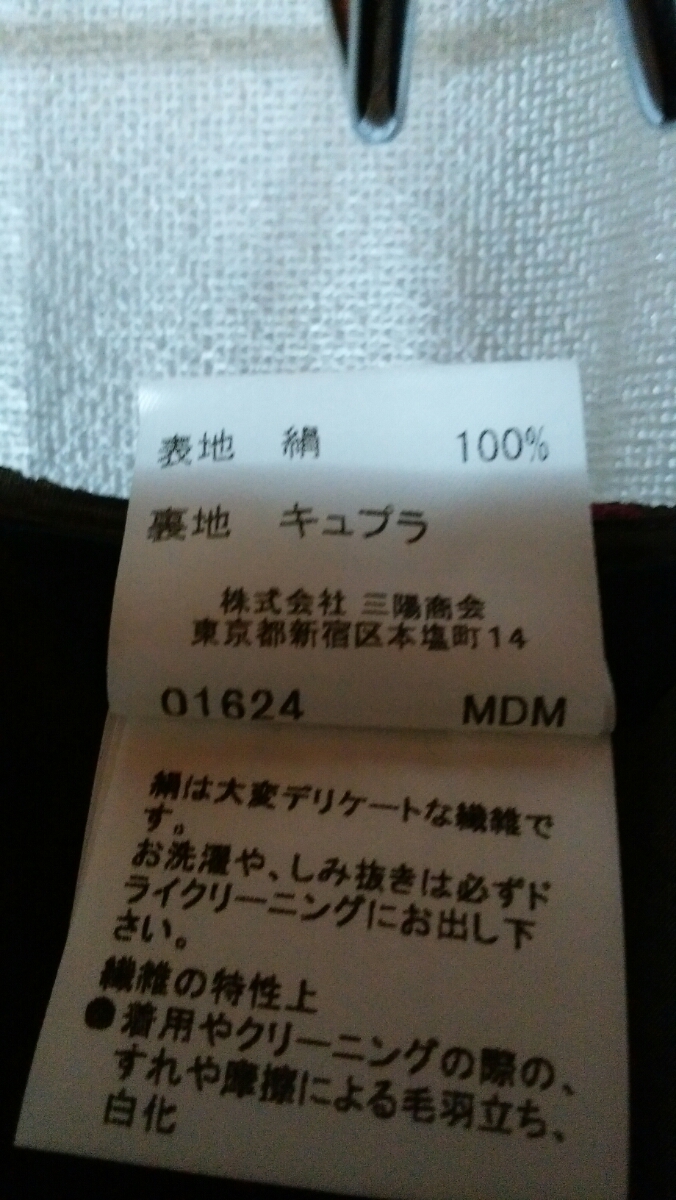 表地 絹 100%
裏地 キュプラ
株式会社 三陽商会
東京都新宿区本塩町14
01624 MDM
絹は大変デリケートな繊維で
す。
お洗濯や、しみ抜きは必ずド
ライクリーニングにお出し下
さい。
繊維の特性上
●着用やクリーニングの際の、
すれや摩擦による毛羽立ち、
白化